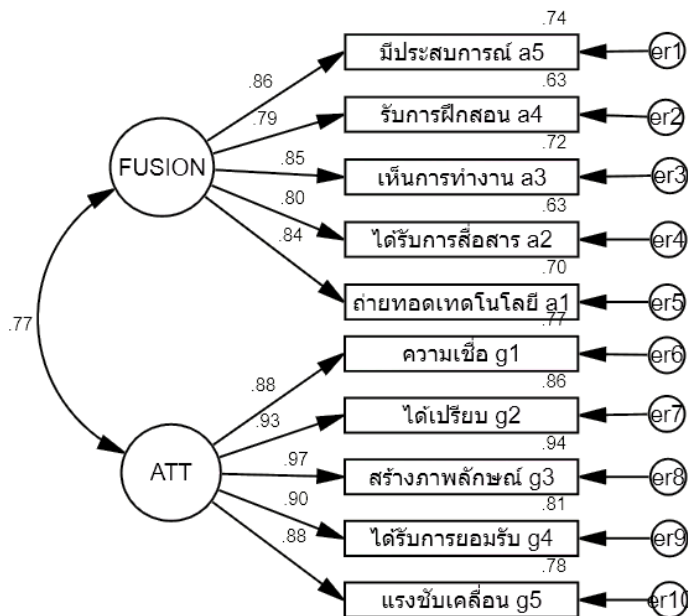 .74
มีประสบการณ์ a5
er1
.86
.63
รับการฝึกสอน a4
er2
.79
.72
FUSION
เห็นการทำงาน a3
er3
.85
.63
.80
ได้รับการสื่อสาร a2
er4
.84
.70
ถ่ายทอดเทคโนโลยี a1
er5
.77
.77
ความเชื่อ g1
er6
.88
.86
ได้เปรียบ g2
er7
.93
.94
ATT
.97
สร้างภาพลักษณ์ g3
er8
.90
.81
ได้รับการยอมรับ g4
er9
.88
.78
แรงขับเคลื่อน g5
er10